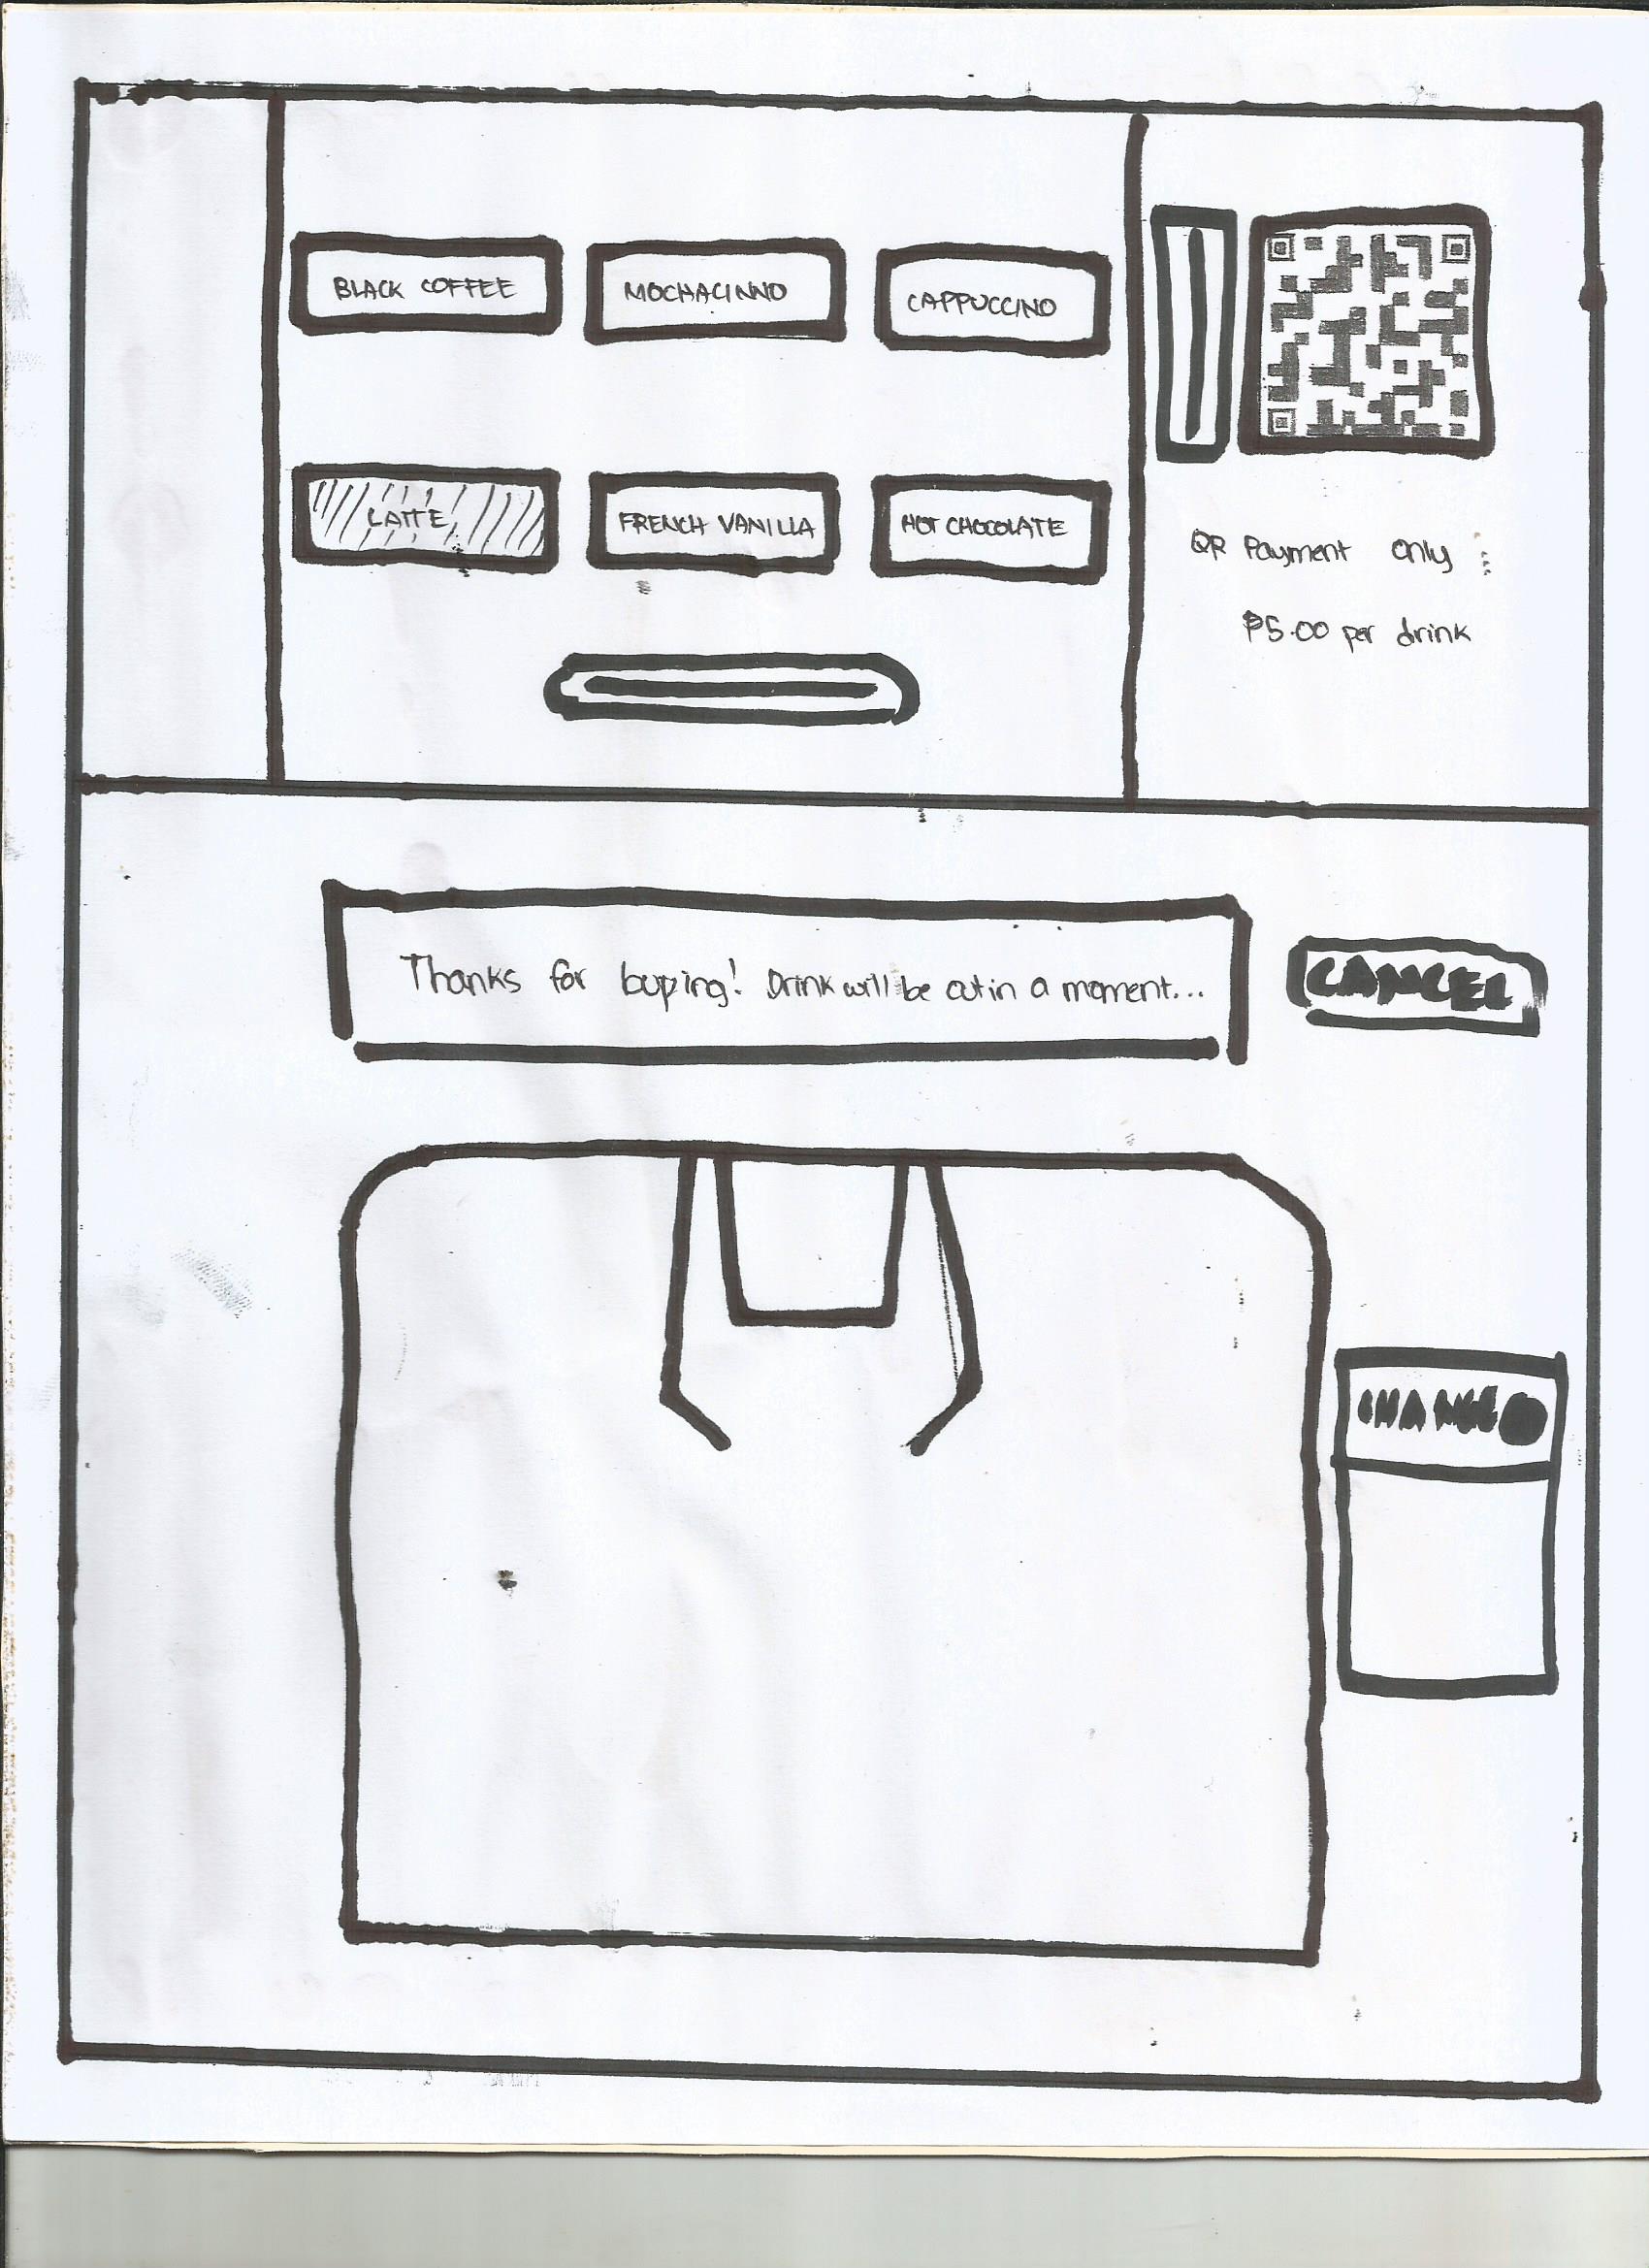 BLACK COFFEE
MOCHACINNO
CAPPUCCINO
LATTE
FRENCH VANILLA
HOT CHOCOLATE
QR Payment only
₱5.00 per drink
Thanks for buying! Drink will be out in a moment...
CANCEL
CHANGE